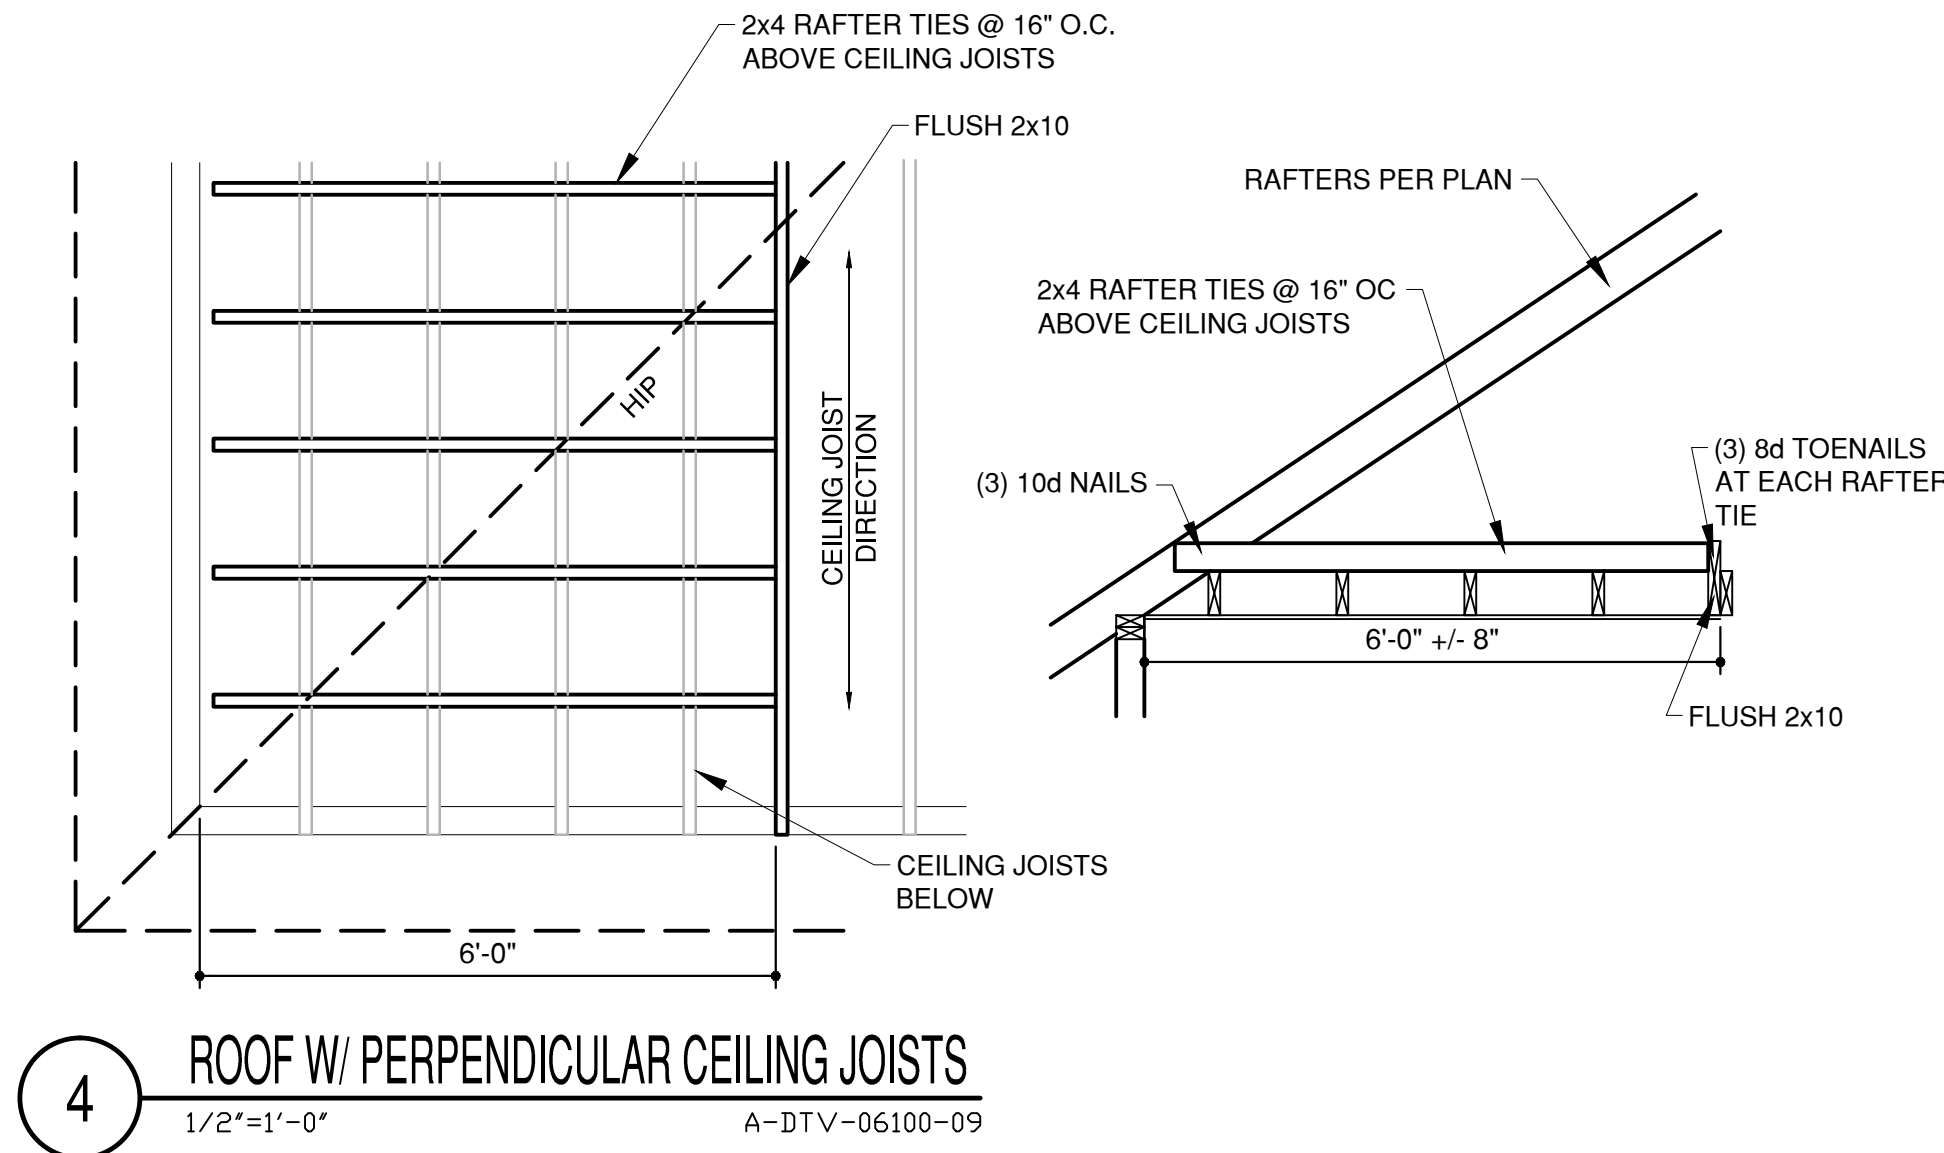 2x4 RAFTER TIES @ 16" O.C.
ABOVE CEILING JOISTS
FLUSH 2x10
HIP
CEILING JOIST
DIRECTION
CEILING JOISTS
BELOW
6'-0"
RAFTERS PER PLAN
2x4 RAFTER TIES @ 16" OC
ABOVE CEILING JOISTS
(3) 10d NAILS
(3) 8d TOENAILS
AT EACH RAFTER
TIE
6'-0" +/- 8"
FLUSH 2x10
4
ROOF W/ PERPENDICULAR CEILING JOISTS
1/2"=1'-0"
A-DTV-06100-09